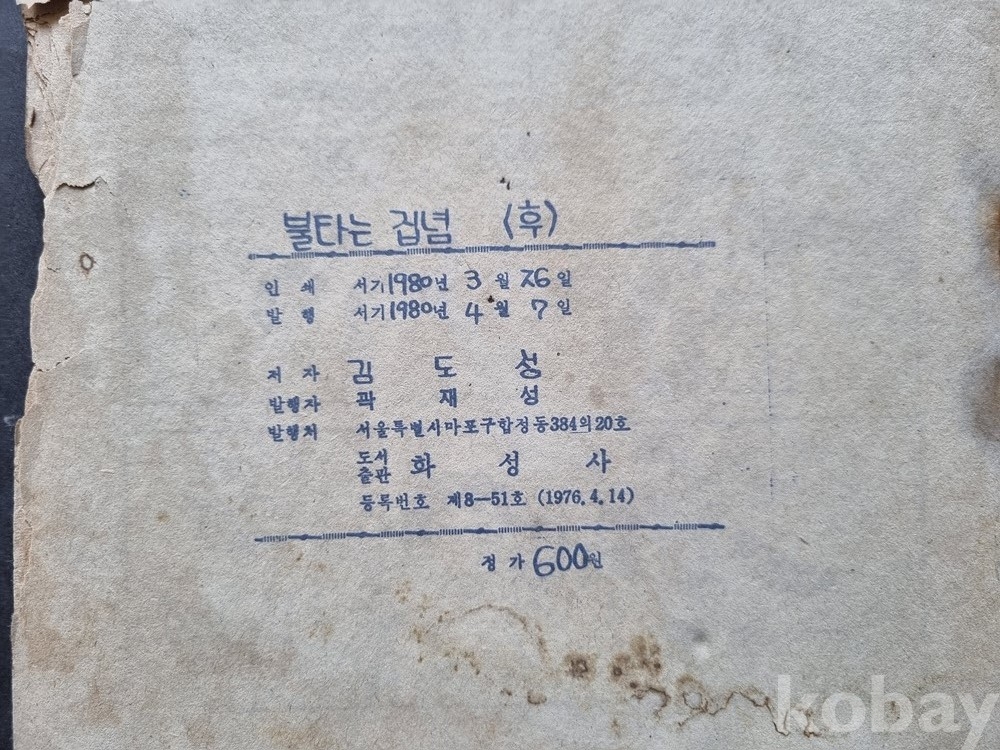 불타는 집념 〈후〉
인 쇄 서기1980년 3 월 26 일
발 행 서기1980년 4 월 7 일
저 자 김 도 성
발행자 곽 재 성
발행처 서울특별시마포구합정동384의20호
도서
출판 화 성 사
등록번호 제8—51호 (1976.4.14)
정 가 600원
kobay